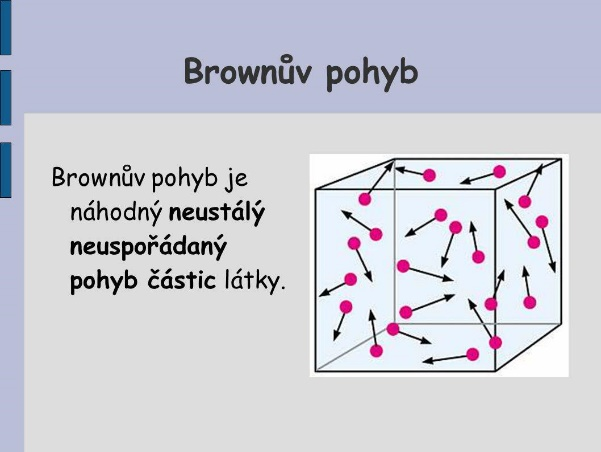 Brownův pohyb
Brownův pohyb je
náhodný neustálý
neuspořádaný
pohyb částic látky.